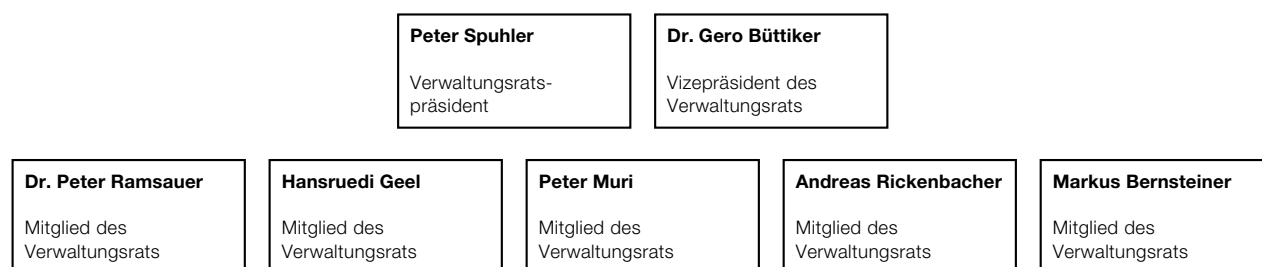 Peter Spuhler
Verwaltungsrats-
präsident
Dr. Gero Büttiker
Vizepräsident des
Verwaltungsrats
Dr. Peter Ramsauer
Mitglied des
Verwaltungsrats
Hansruedi Geel
Mitglied des
Verwaltungsrats
Peter Muri
Mitglied des
Verwaltungsrats
Andreas Rickenbacher
Mitglied des
Verwaltungsrats
Markus Bernsteiner
Mitglied des
Verwaltungsrats